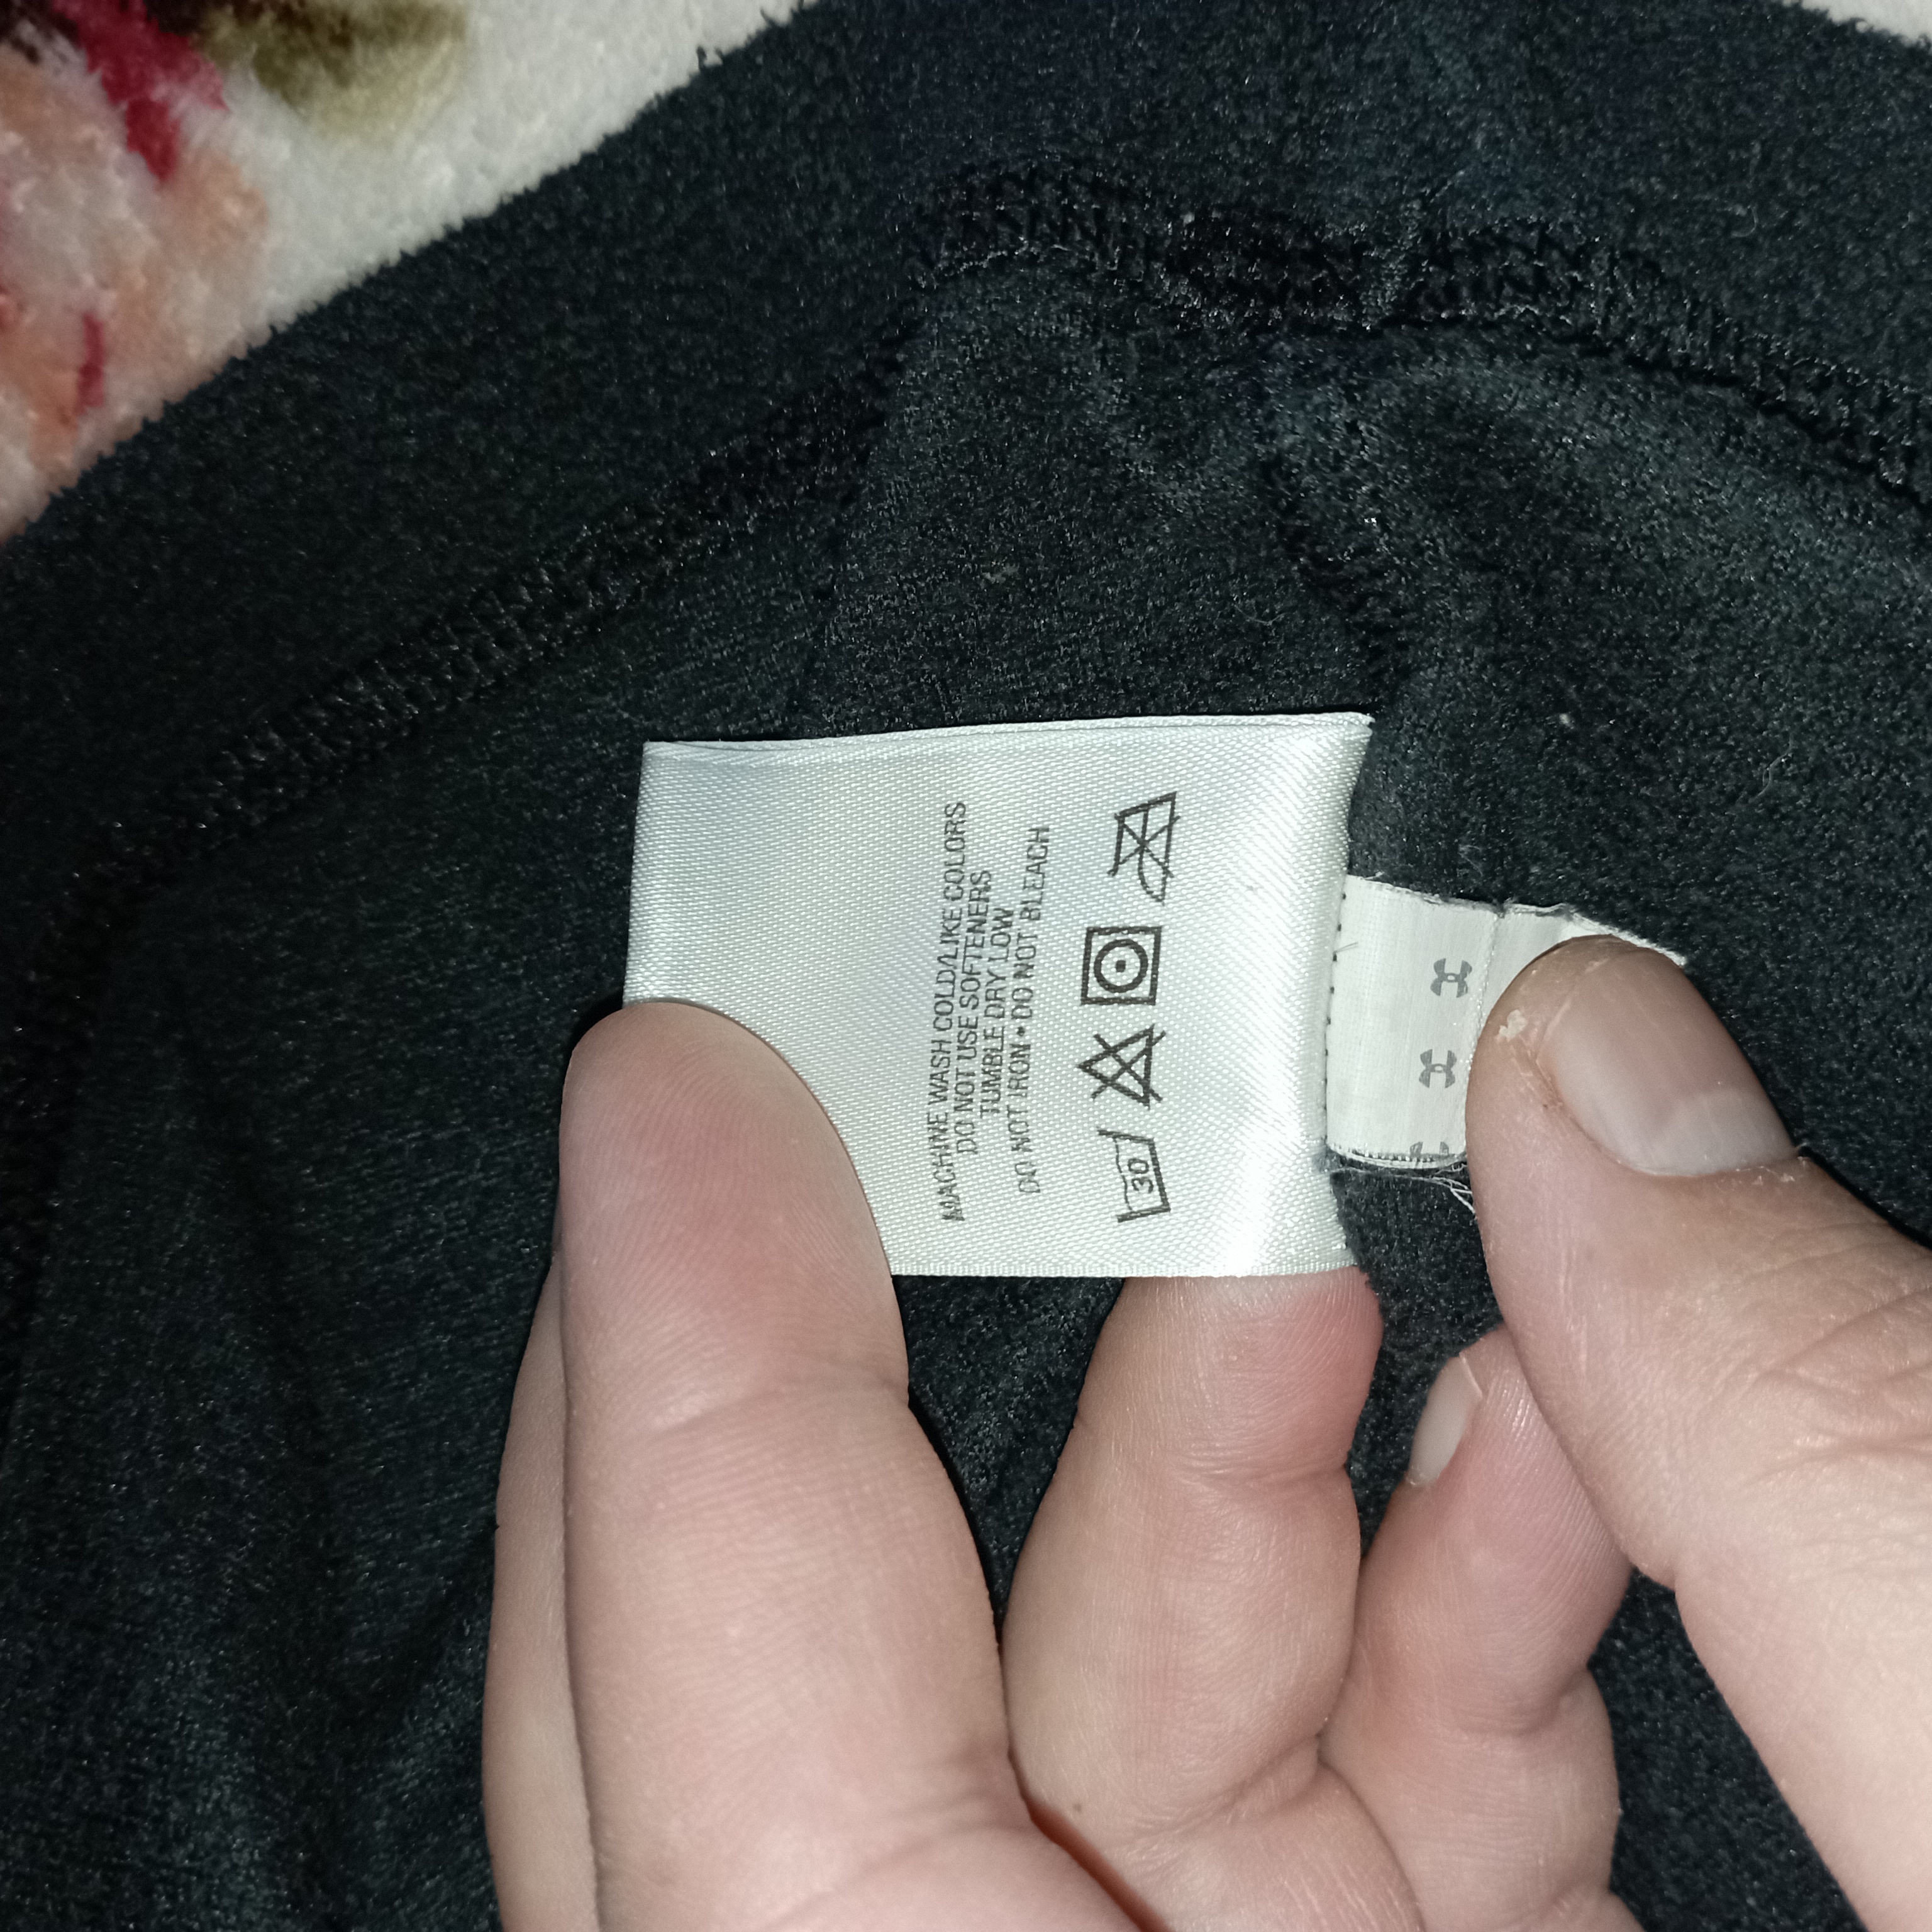 30
MACHINE WASH COLD/LIKE COLORS
DO NOT USE SOFTENERS
TUMBLE DRY LOW
DO NOT IRON • DO NOT BLEACH